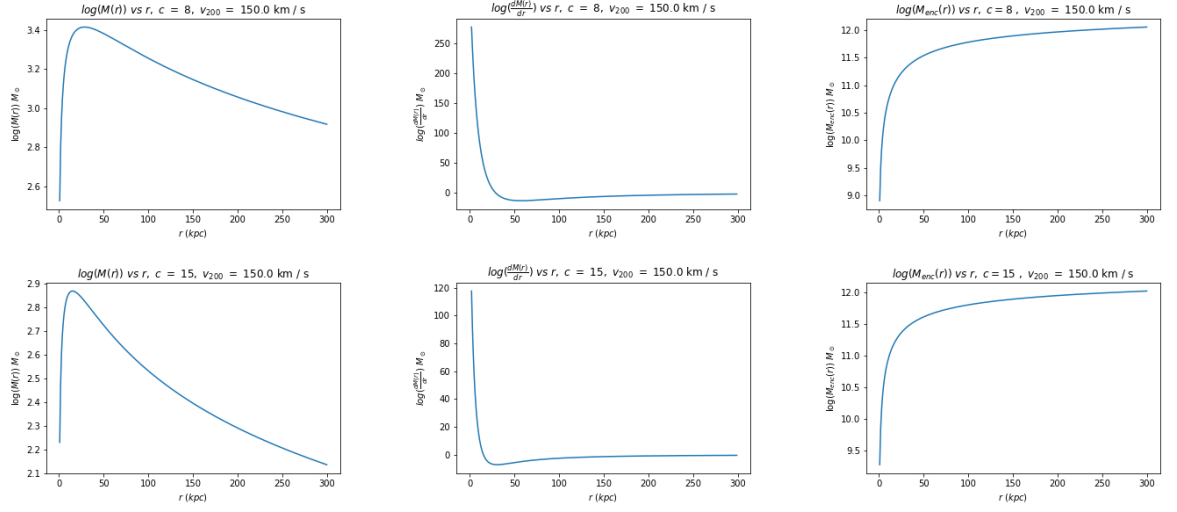 log(M(r)) vs r, c = 8, v₂₀₀ = 150.0 km / s
log(M(r)) M☉
3.4
3.2
3.0
2.8
2.6
0 50 100 150 200 250 300
r (kpc)
log(dM(r)/dr) vs r, c = 8, v₂₀₀ = 150.0 km / s
log(dM(r)/dr) M☉
250
200
150
100
50
0
0 50 100 150 200 250 300
r (kpc)
log(Mₑₙc(r)) vs r, c = 8 , v₂₀₀ = 150.0 km / s
log(Mₑₙc(r)) M☉
12.0
11.5
11.0
10.5
10.0
9.5
9.0
0 50 100 150 200 250 300
r (kpc)
log(M(r)) vs r, c = 15, v₂₀₀ = 150.0 km / s
log(M(r)) M☉
2.9
2.8
2.7
2.6
2.5
2.4
2.3
2.2
2.1
0 50 100 150 200 250 300
r (kpc)
log(dM(r)/dr) vs r, c = 15, v₂₀₀ = 150.0 km / s
log(dM(r)/dr) M☉
120
100
80
60
40
20
0
0 50 100 150 200 250 300
r (kpc)
log(Mₑₙc(r)) vs r, c = 15 , v₂₀₀ = 150.0 km / s
log(Mₑₙc(r)) M☉
12.0
11.5
11.0
10.5
10.0
9.5
0 50 100 150 200 250 300
r (kpc)